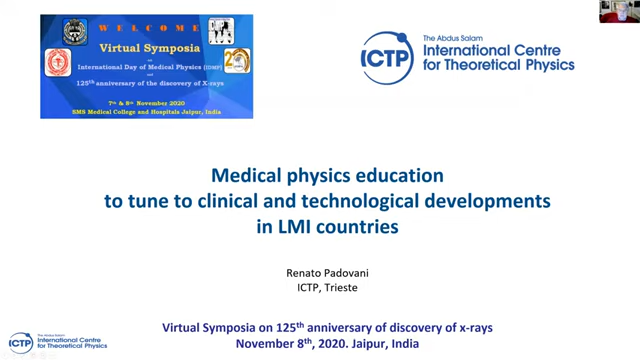 W E L C O M E
Virtual Symposia
on
International Day of Medical Physics (IDMP)
and
125th anniversary of the discovery of X-rays
7th & 8th November 2020
SMS Medical College and Hospitals Jaipur, India
ICTP
The Abdus Salam
International Centre
for Theoretical Physics
Medical physics education
to tune to clinical and technological developments
in LMI countries
Renato Padovani
ICTP, Trieste
ICTP
The Abdus Salam
International Centre
for Theoretical Physics
Virtual Symposia on 125th anniversary of discovery of x-rays
November 8th, 2020. Jaipur, India